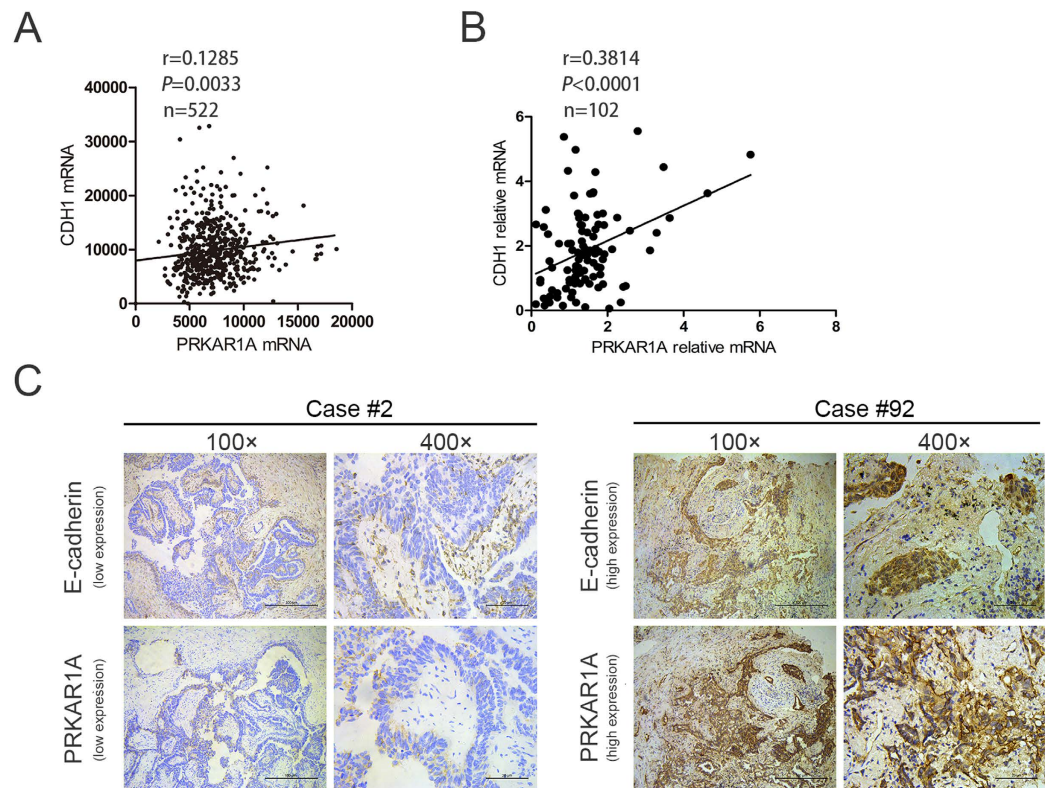 A
r=0.1285
P=0.0033
n=522
40000
30000
20000
10000
0
CDH1 mRNA
0 5000 10000 15000 20000
PRKAR1A mRNA
B
r=0.3814
P<0.0001
n=102
6
4
2
0
CDH1 relative mRNA
0 2 4 6 8
PRKAR1A relative mRNA
C
Case #2
100× 400×
E-cadherin
(low expression)
PRKAR1A
(low expression)
Case #92
100× 400×
E-cadherin
(high expression)
PRKAR1A
(high expression)